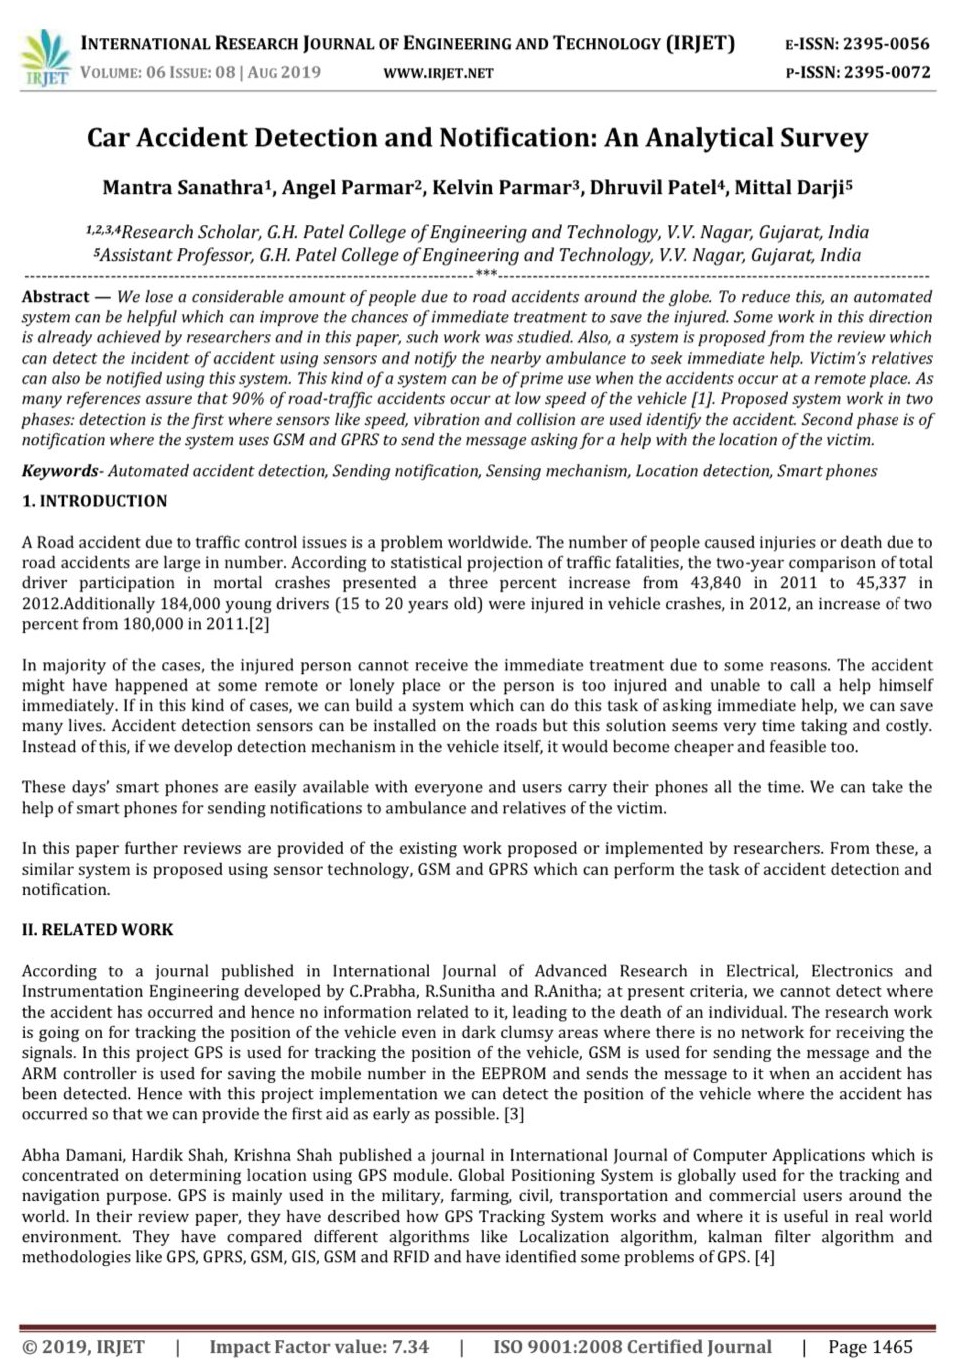 INTERNATIONAL RESEARCH JOURNAL OF ENGINEERING AND TECHNOLOGY (IRJET) E-ISSN: 2395-0056
IRJET VOLUME: 06 ISSUE: 08 | AUG 2019 WWW.IRJET.NET P-ISSN: 2395-0072
Car Accident Detection and Notification: An Analytical Survey
Mantra Sanathra¹, Angel Parmar², Kelvin Parmar³, Dhruvil Patel⁴, Mittal Darji⁵
¹,²,³,⁴Research Scholar, G.H. Patel College of Engineering and Technology, V.V. Nagar, Gujarat, India
⁵Assistant Professor, G.H. Patel College of Engineering and Technology, V.V. Nagar, Gujarat, India
---------------------------------------------------------------------------***---------------------------------------------------------------------------
Abstract — We lose a considerable amount of people due to road accidents around the globe. To reduce this, an automated
system can be helpful which can improve the chances of immediate treatment to save the injured. Some work in this direction
is already achieved by researchers and in this paper, such work was studied. Also, a system is proposed from the review which
can detect the incident of accident using sensors and notify the nearby ambulance to seek immediate help. Victim's relatives
can also be notified using this system. This kind of a system can be of prime use when the accidents occur at a remote place. As
many references assure that 90% of road-traffic accidents occur at low speed of the vehicle [1]. Proposed system work in two
phases: detection is the first where sensors like speed, vibration and collision are used identify the accident. Second phase is of
notification where the system uses GSM and GPRS to send the message asking for a help with the location of the victim.
Keywords- Automated accident detection, Sending notification, Sensing mechanism, Location detection, Smart phones
1. INTRODUCTION
A Road accident due to traffic control issues is a problem worldwide. The number of people caused injuries or death due to
road accidents are large in number. According to statistical projection of traffic fatalities, the two-year comparison of total
driver participation in mortal crashes presented a three percent increase from 43,840 in 2011 to 45,337 in
2012.Additionally 184,000 young drivers (15 to 20 years old) were injured in vehicle crashes, in 2012, an increase of two
percent from 180,000 in 2011.[2]
In majority of the cases, the injured person cannot receive the immediate treatment due to some reasons. The accident
might have happened at some remote or lonely place or the person is too injured and unable to call a help himself
immediately. If in this kind of cases, we can build a system which can do this task of asking immediate help, we can save
many lives. Accident detection sensors can be installed on the roads but this solution seems very time taking and costly.
Instead of this, if we develop detection mechanism in the vehicle itself, it would become cheaper and feasible too.
These days' smart phones are easily available with everyone and users carry their phones all the time. We can take the
help of smart phones for sending notifications to ambulance and relatives of the victim.
In this paper further reviews are provided of the existing work proposed or implemented by researchers. From these, a
similar system is proposed using sensor technology, GSM and GPRS which can perform the task of accident detection and
notification.
II. RELATED WORK
According to a journal published in International Journal of Advanced Research in Electrical, Electronics and
Instrumentation Engineering developed by C.Prabha, R.Sunitha and R.Anitha; at present criteria, we cannot detect where
the accident has occurred and hence no information related to it, leading to the death of an individual. The research work
is going on for tracking the position of the vehicle even in dark clumsy areas where there is no network for receiving the
signals. In this project GPS is used for tracking the position of the vehicle, GSM is used for sending the message and the
ARM controller is used for saving the mobile number in the EEPROM and sends the message to it when an accident has
been detected. Hence with this project implementation we can detect the position of the vehicle where the accident has
occurred so that we can provide the first aid as early as possible. [3]
Abha Damani, Hardik Shah, Krishna Shah published a journal in International Journal of Computer Applications which is
concentrated on determining location using GPS module. Global Positioning System is globally used for the tracking and
navigation purpose. GPS is mainly used in the military, farming, civil, transportation and commercial users around the
world. In their review paper, they have described how GPS Tracking System works and where it is useful in real world
environment. They have compared different algorithms like Localization algorithm, kalman filter algorithm and
methodologies like GPS, GPRS, GSM, GIS, GSM and RFID and have identified some problems of GPS. [4]
© 2019, IRJET | Impact Factor value: 7.34 | ISO 9001:2008 Certified Journal | Page 1465